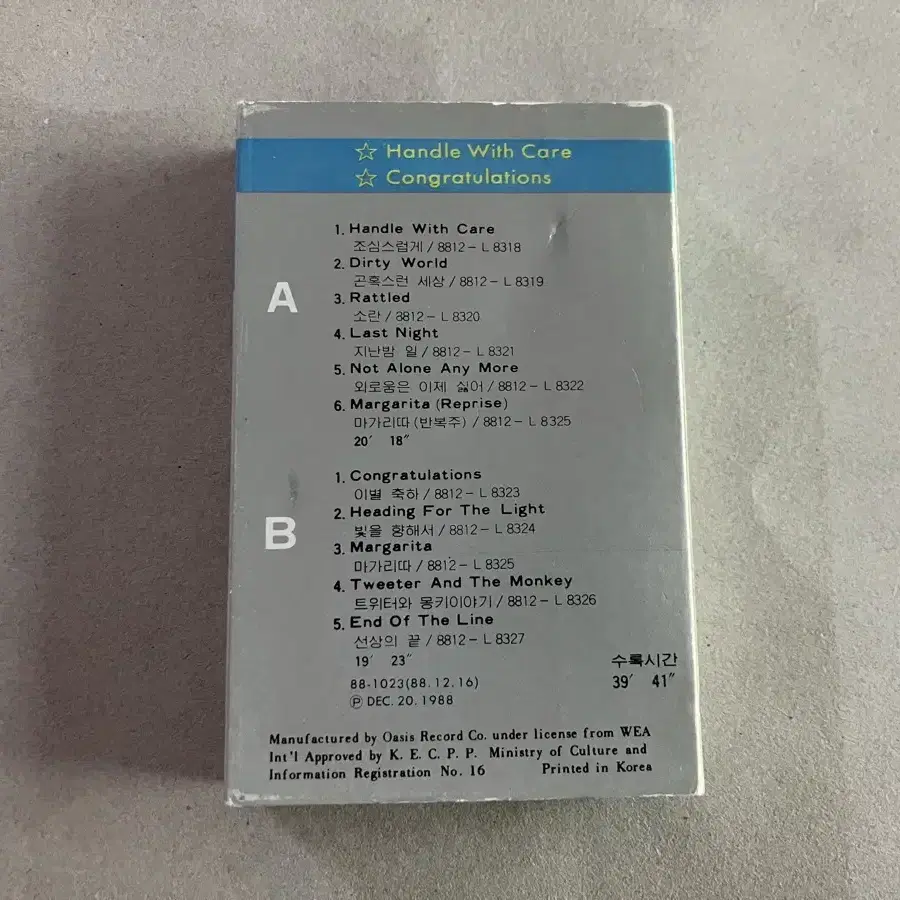 ☆ Handle With Care
☆ Congratulations
A
1. Handle With Care
조심스럽게 / 8812 – L 8318
2. Dirty World
곤혹스런 세상 / 8812 – L 8319
3. Rattled
소란 / 8812 – L 8320
4. Last Night
지난밤 일 / 8812 – L 8321
5. Not Alone Any More
외로움은 이제 싫어 / 8812 – L 8322
6. Margarita (Reprise)
마가리따 (반복주) / 8812 – L 8325
20′ 18″
B
1. Congratulations
이별 축하 / 8812 – L 8323
2. Heading For The Light
빛을 향해서 / 8812 – L 8324
3. Margarita
마가리따 / 8812 – L 8325
4. Tweeter And The Monkey
트위터와 몽키이야기 / 8812 – L 8326
5. End Of The Line
선상의 끝 / 8812 – L 8327
19′ 23″
수록시간
39′ 41″
88-1023(88.12.16)
Ⓟ DEC. 20. 1988
Manufactured by Oasis Record Co. under license from WEA
Int'l Approved by K. E. C. P. P. Ministry of Culture and
Information Registration No. 16 Printed in Korea